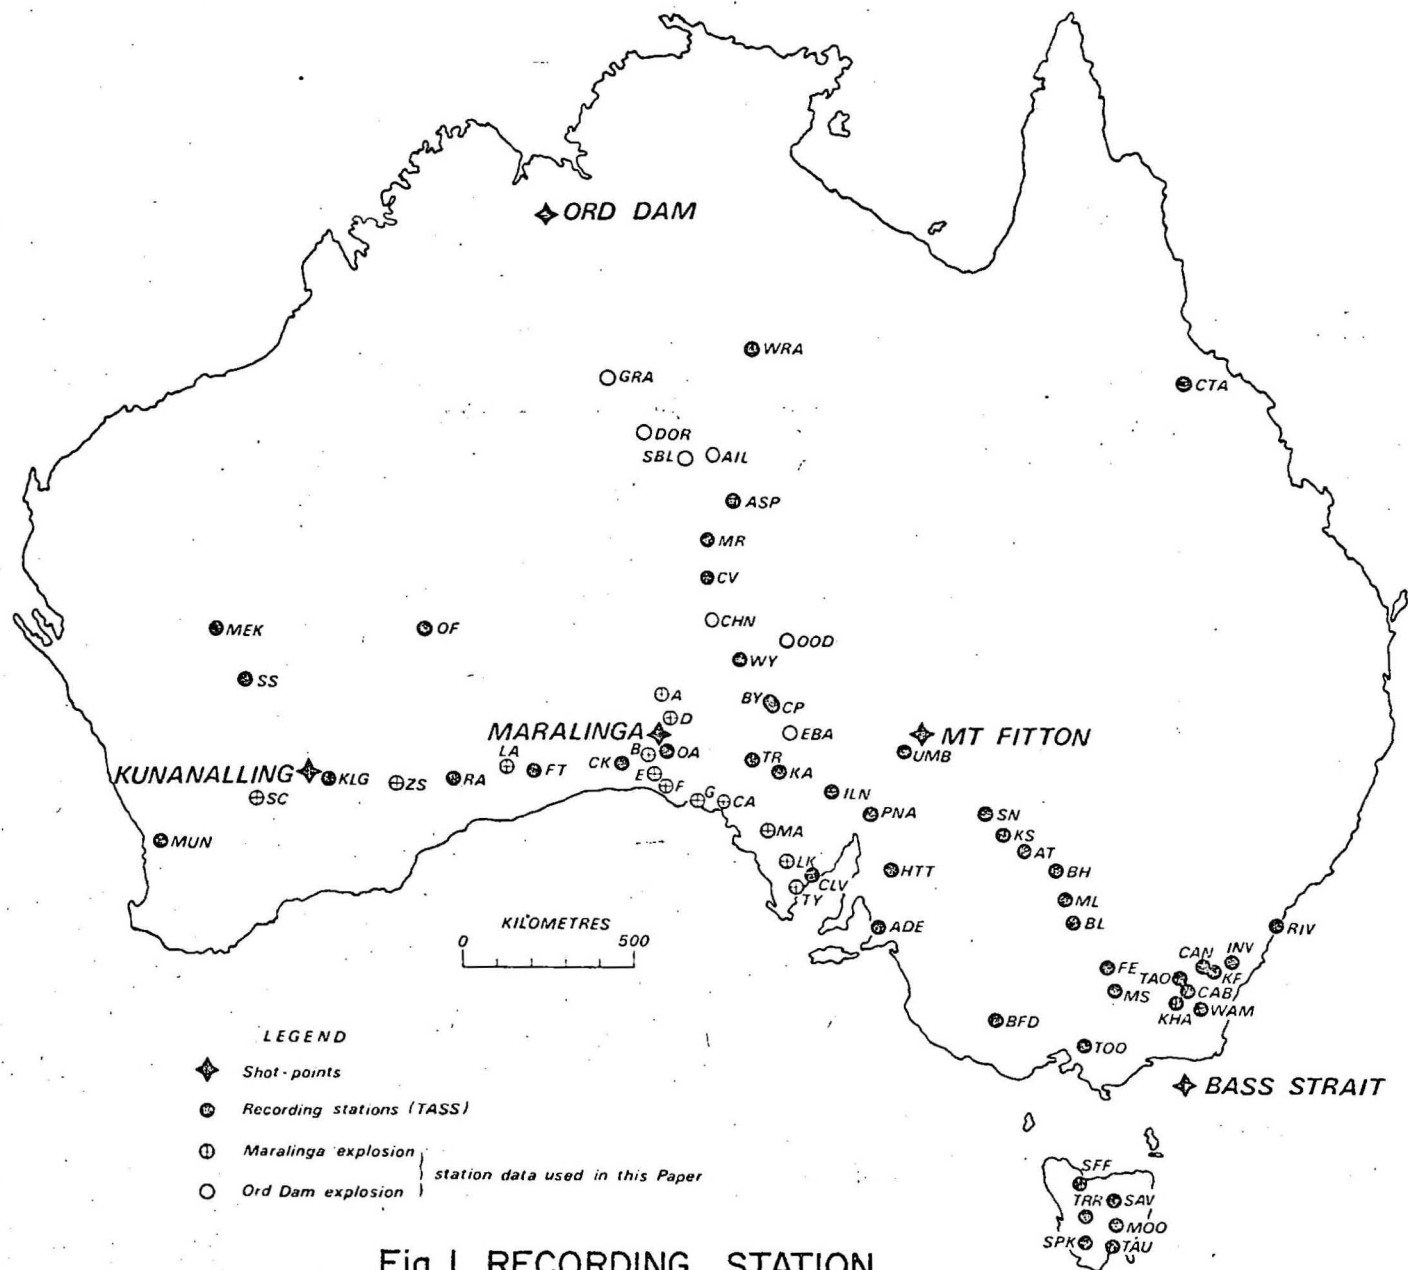 ORD DAM
WRA
GRA
CTA
DOR
SBL
AIL
ASP
MR
CV
CHN
MEK
OF
OOD
WY
SS
A
BY
CP
D
MARALINGA
EBA
MT FITTON
B
OA
UMB
LA
CK
TR
KUNANALLING
KLG
ZS
RA
FT
E
KA
F
SC
G
CA
ILN
PNA
SN
MUN
MA
KS
AT
LK
HTT
BH
CLV
TY
ML
KILOMETRES
ADE
BL
RIV
0 500
CAN
INV
FE
TAO
KF
MS
CAB
KHA
WAM
BFD
LEGEND
TOO
Shot-points
BASS STRAIT
Recording stations (TASS)
Maralinga explosion
station data used in this Paper
Ord Dam explosion
SFF
TRR
SAV
MOO
SPK
TAU
Fig I RECORDING STATION